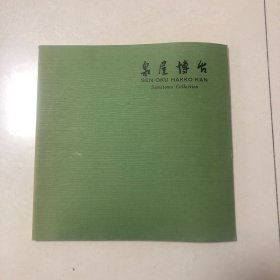 泉屋博古
SEN-OKU HAKKO KAN
Sumitomo Collection